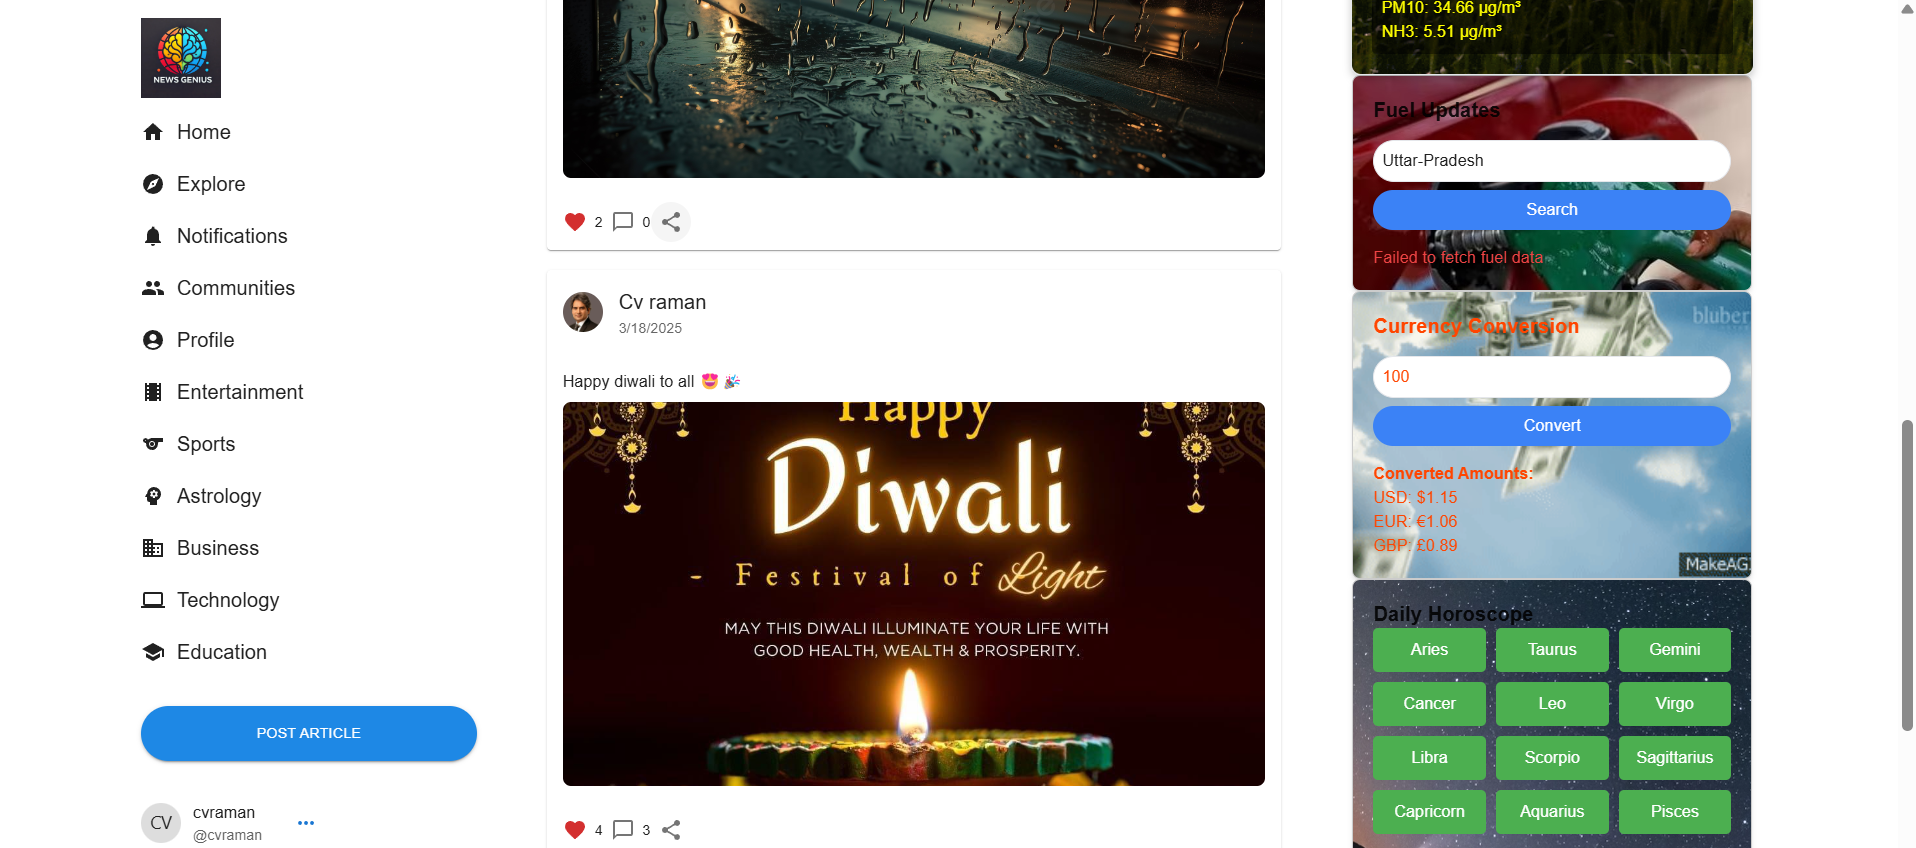 NEWS GENIUS
Home
Explore
Notifications
Communities
Profile
Entertainment
Sports
Astrology
Business
Technology
Education
POST ARTICLE
CV
cvraman
@cvraman
2
0
Cv raman
3/18/2025
Happy diwali to all 😍 🎉
Happy
Diwali
- Festival of Light
MAY THIS DIWALI ILLUMINATE YOUR LIFE WITH
GOOD HEALTH, WEALTH & PROSPERITY.
4
3
PM10: 34.66 µg/m³
NH3: 5.51 µg/m³
Fuel Updates
Uttar-Pradesh
Search
Failed to fetch fuel data
Currency Conversion
bluber
100
Convert
Converted Amounts:
USD: $1.15
EUR: €1.06
GBP: £0.89
MakeAG
Daily Horoscope
Aries
Taurus
Gemini
Cancer
Leo
Virgo
Libra
Scorpio
Sagittarius
Capricorn
Aquarius
Pisces